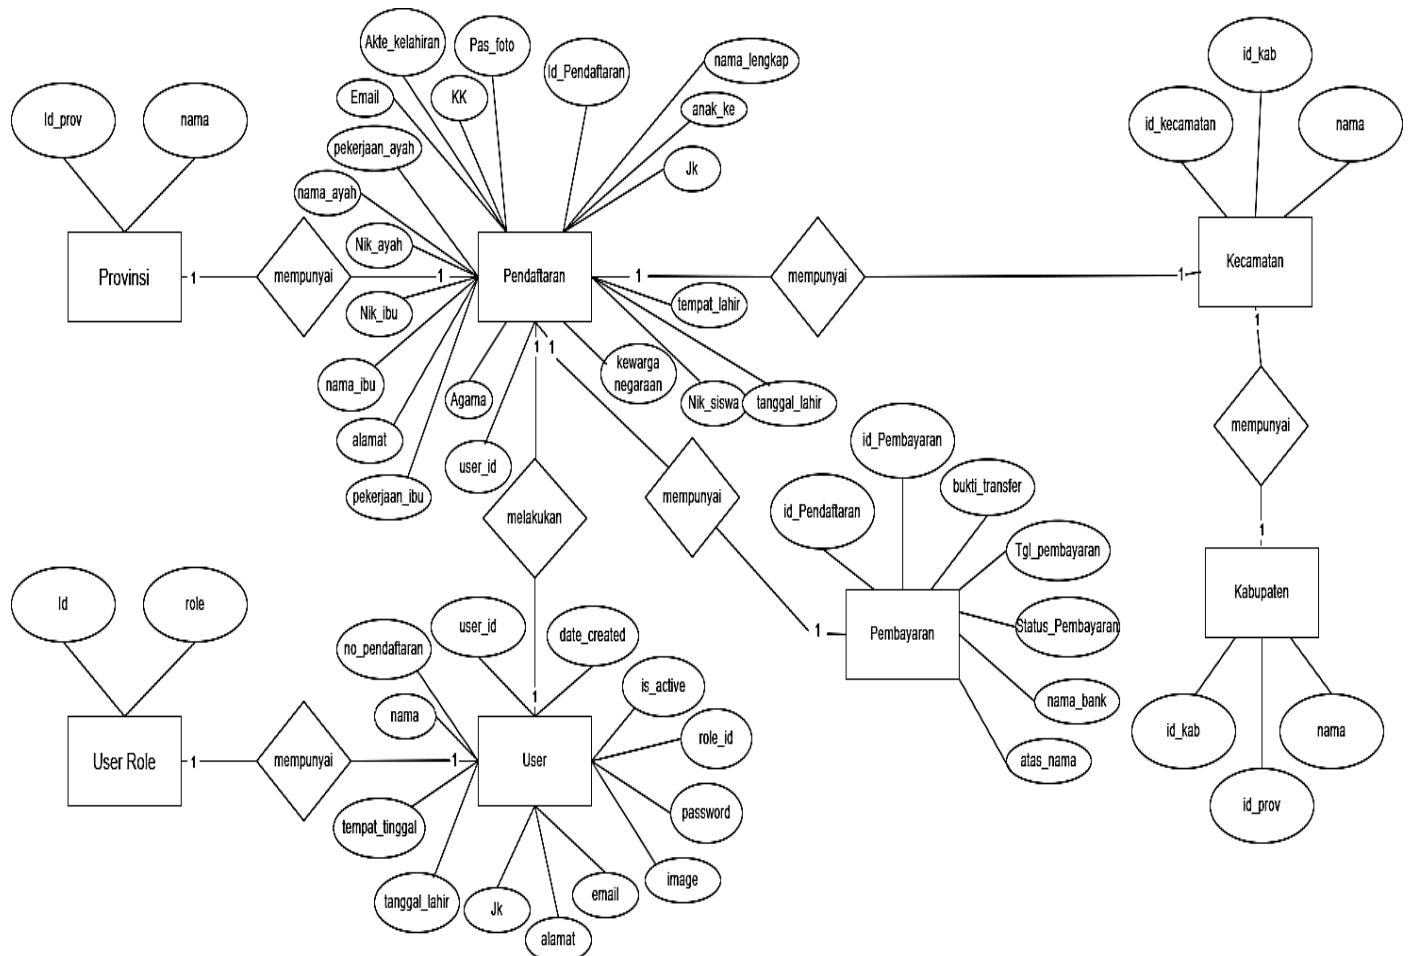 Akte_kelahiran
Pas_foto
Id_Pendaftaran
nama_lengkap
id_kab
Id_prov
nama
Email
KK
anak_ke
id_kecamatan
nama
pekerjaan_ayah
Jk
nama_ayah
Nik_ayah
Provinsi
1
mempunyai
1
Pendaftaran
1
mempunyai
1
Kecamatan
Nik_ibu
tempat_lahir
1
1
1
nama_ibu
Agama
kewarga
negaraan
Nik_siswa
tanggal_lahir
alamat
user_id
pekerjaan_ibu
melakukan
mempunyai
id_Pembayaran
id_Pendaftaran
bukti_transfer
mempunyai
1
Tgl_pembayaran
Id
role
user_id
date_created
1
Pembayaran
Status_Pembayaran
Kabupaten
no_pendaftaran
is_active
nama_bank
nama
1
role_id
atas_nama
id_kab
nama
id_prov
User Role
1
mempunyai
1
User
tempat_tinggal
password
tanggal_lahir
Jk
email
image
alamat